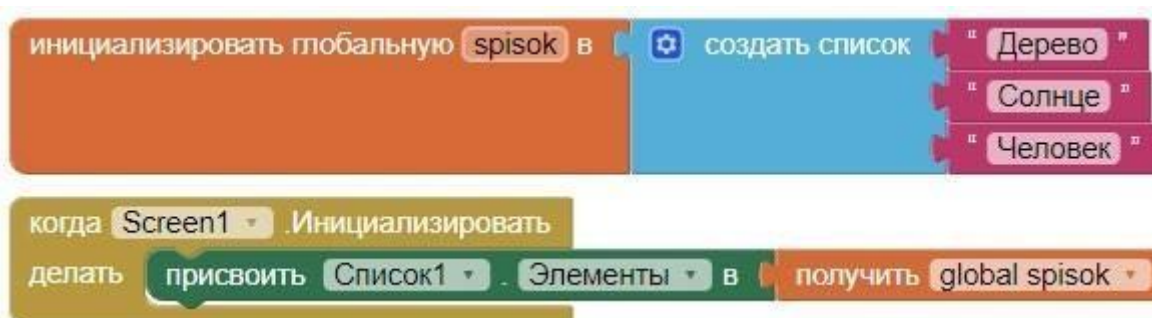 инициализировать глобальную spisok в создать список " Дерево "
" Солнце "
" Человек "
когда Screen1 .Инициализировать
делать присвоить Список1 . Элементы в получить global spisok